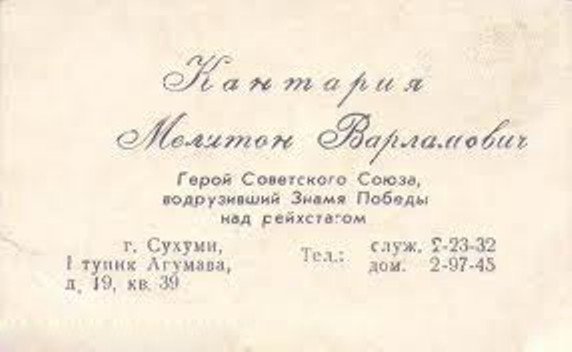 Кантария
Мелитон Варламович
Герой Советского Союза,
водрузивший Знамя Победы
над рейхстагом
г. Сухуми,
1 тупик Агумава,
д. 19, кв. 39
Тел.: служ. 2-23-32
дом. 2-97-45